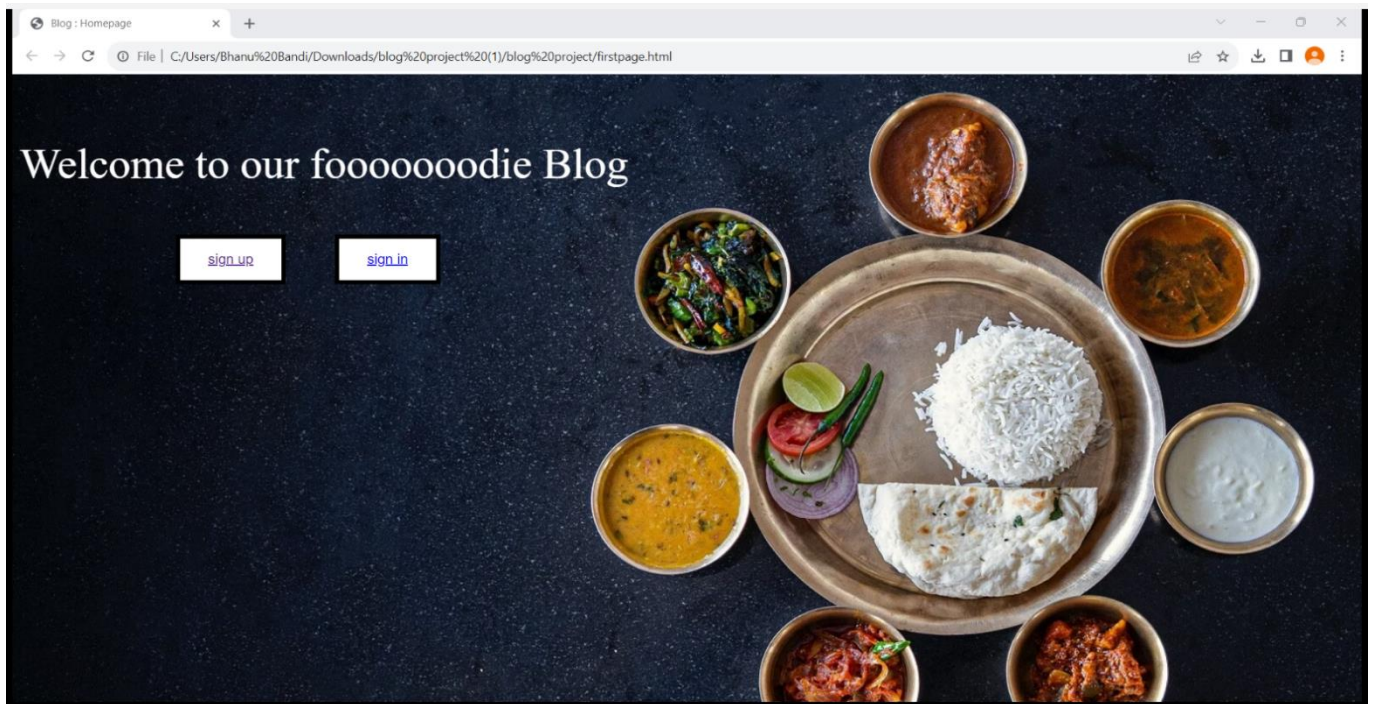 Blog : Homepage
File | C:/Users/Bhanu%20Bandi/Downloads/blog%20project%20(1)/blog%20project/firstpage.html
Welcome to our fooooooodie Blog
sign up
sign in